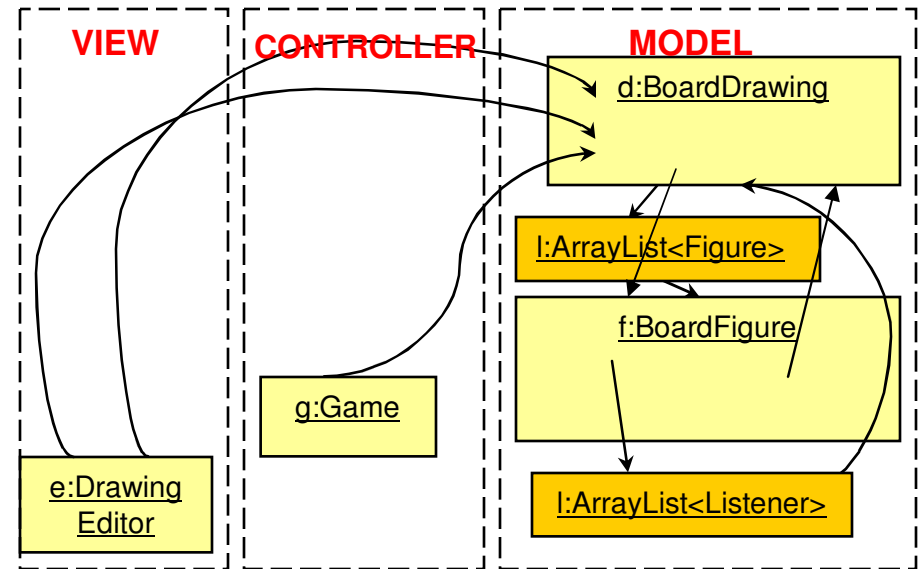 VIEW
CONTROLLER
MODEL
d:BoardDrawing
l:ArrayList<Figure>
f:BoardFigure
g:Game
e:Drawing
Editor
l:ArrayList<Listener>